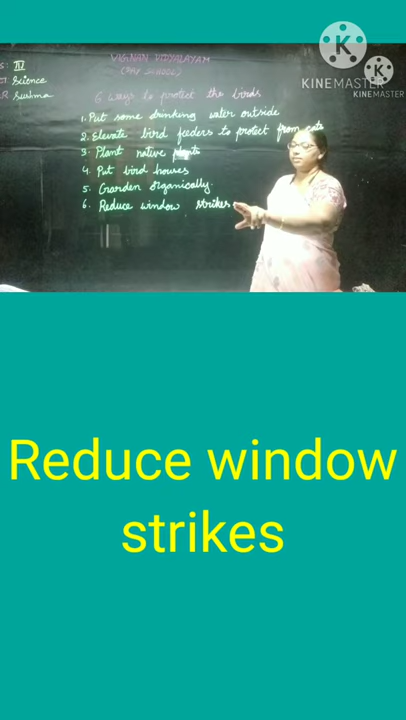 S: III
Science
Sushma
VIGNAN VIDYALAYAM
(DAY SCHOOL)
6 ways to protect the birds
1. Put some drinking water outside
2. Elevate bird feeders to protect from cats
3. Plant native plants
4. Put bird houses
5. Garden organically.
6. Reduce window strikes
K
KINEMASTER
K
KINEMASTER
Reduce window
strikes